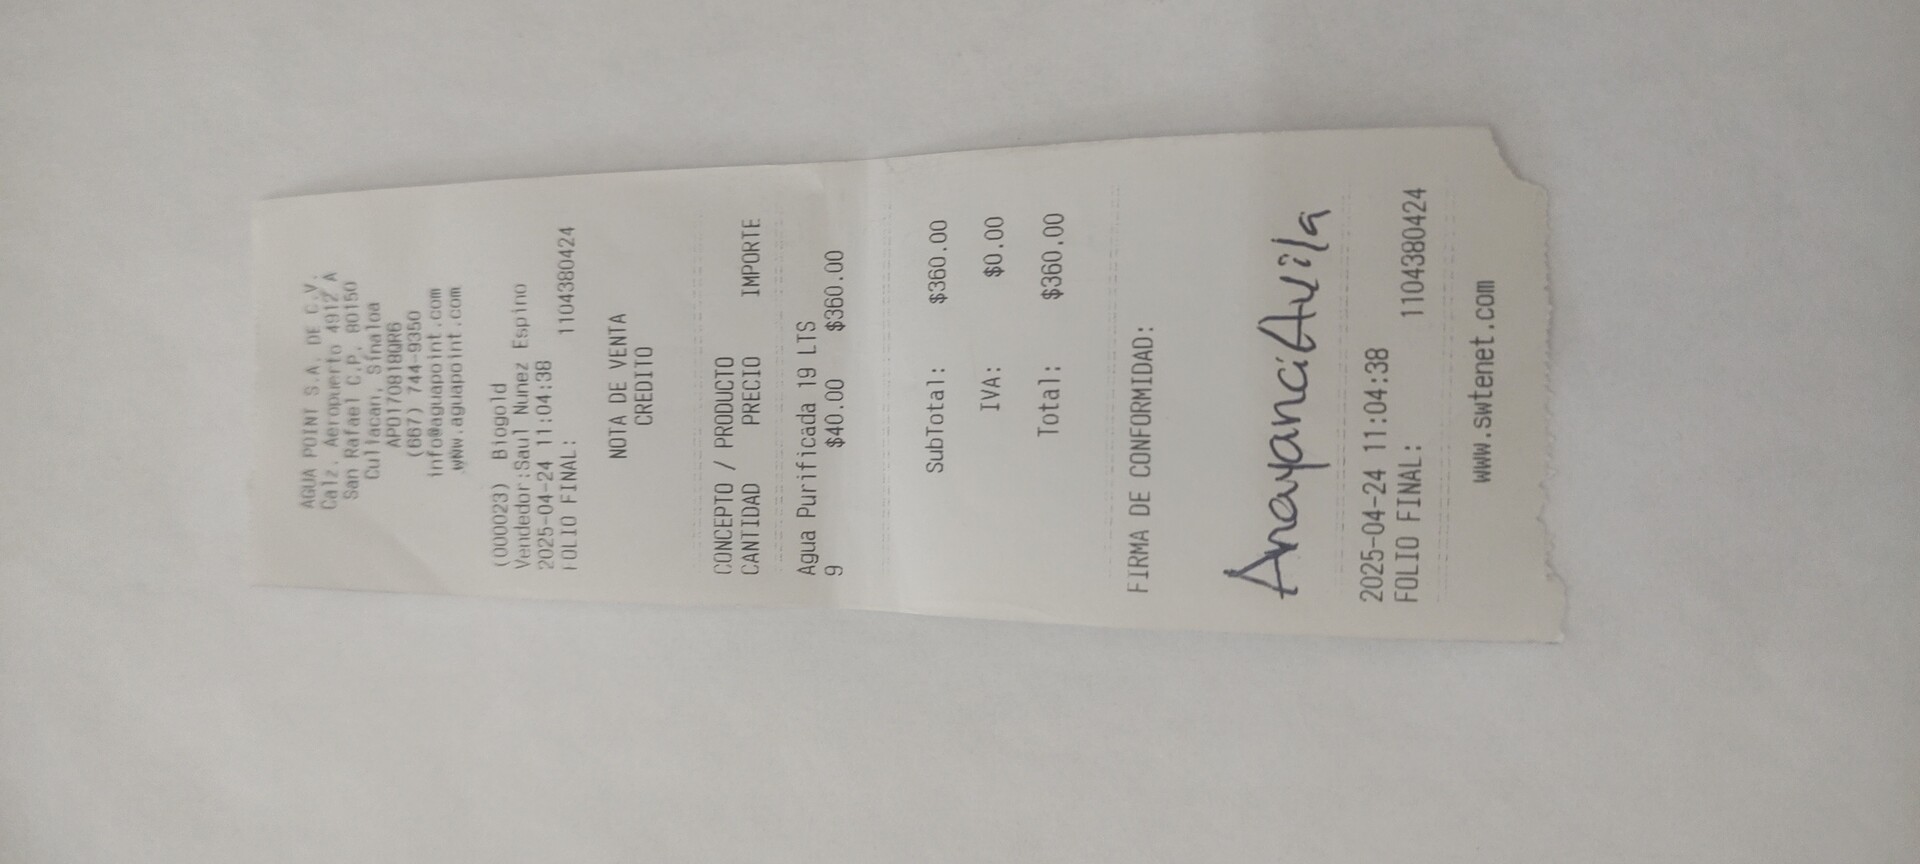 AGUA POINT S.A. DE C.V.
Calz. Aeropuerto 4912 A
San Rafael C.P. 80150
Culiacan, Sinaloa
APO170818QR6
(667) 744-9350
info@aguapoint.com
www.aguapoint.com
(000023) Biogold
Vendedor:Saul Nunez Espino
2025-04-24 11:04:38
FOLIO FINAL: 1104380424
NOTA DE VENTA
CREDITO
CONCEPTO / PRODUCTO
CANTIDAD PRECIO IMPORTE
Agua Purificada 19 LTS
9 $40.00 $360.00
SubTotal: $360.00
IVA: $0.00
Total: $360.00
FIRMA DE CONFORMIDAD:
Anayanci Avila
2025-04-24 11:04:38
FOLIO FINAL: 1104380424
www.swtenet.com